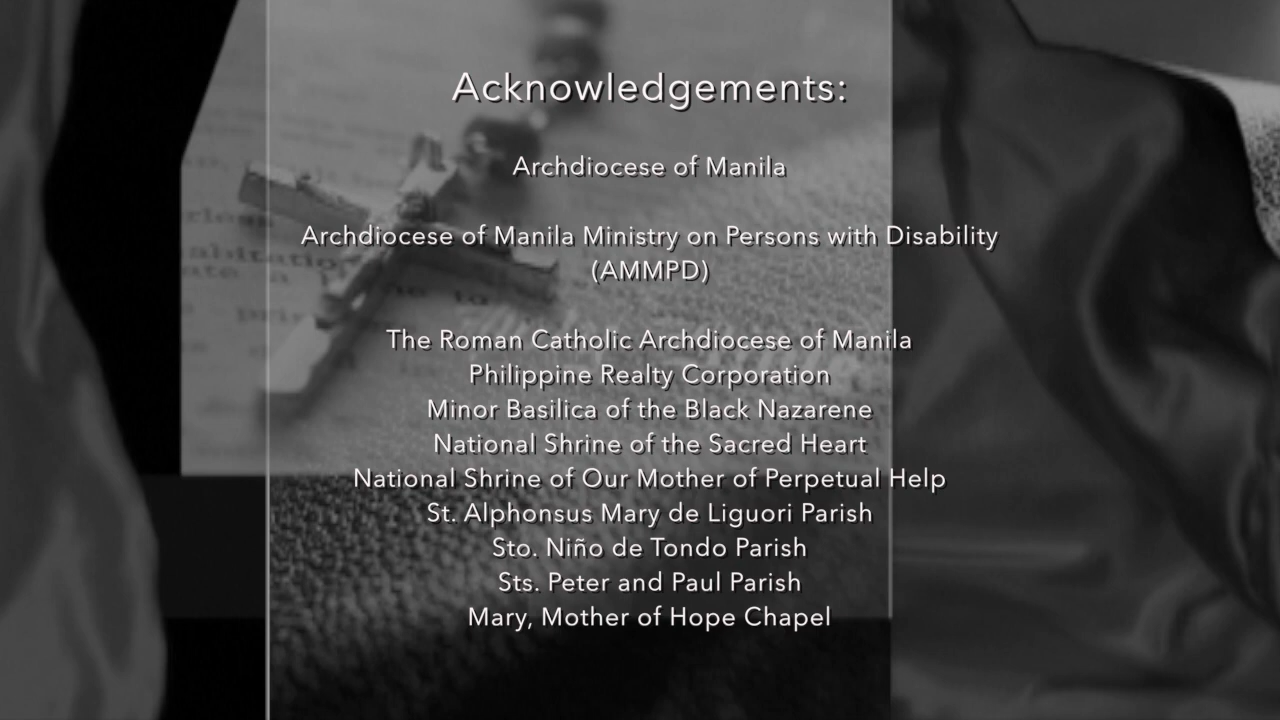 Acknowledgements:
Archdiocese of Manila
Archdiocese of Manila Ministry on Persons with Disability
(AMMPD)
The Roman Catholic Archdiocese of Manila
Philippine Realty Corporation
Minor Basilica of the Black Nazarene
National Shrine of the Sacred Heart
National Shrine of Our Mother of Perpetual Help
St. Alphonsus Mary de Liguori Parish
Sto. Niño de Tondo Parish
Sts. Peter and Paul Parish
Mary, Mother of Hope Chapel